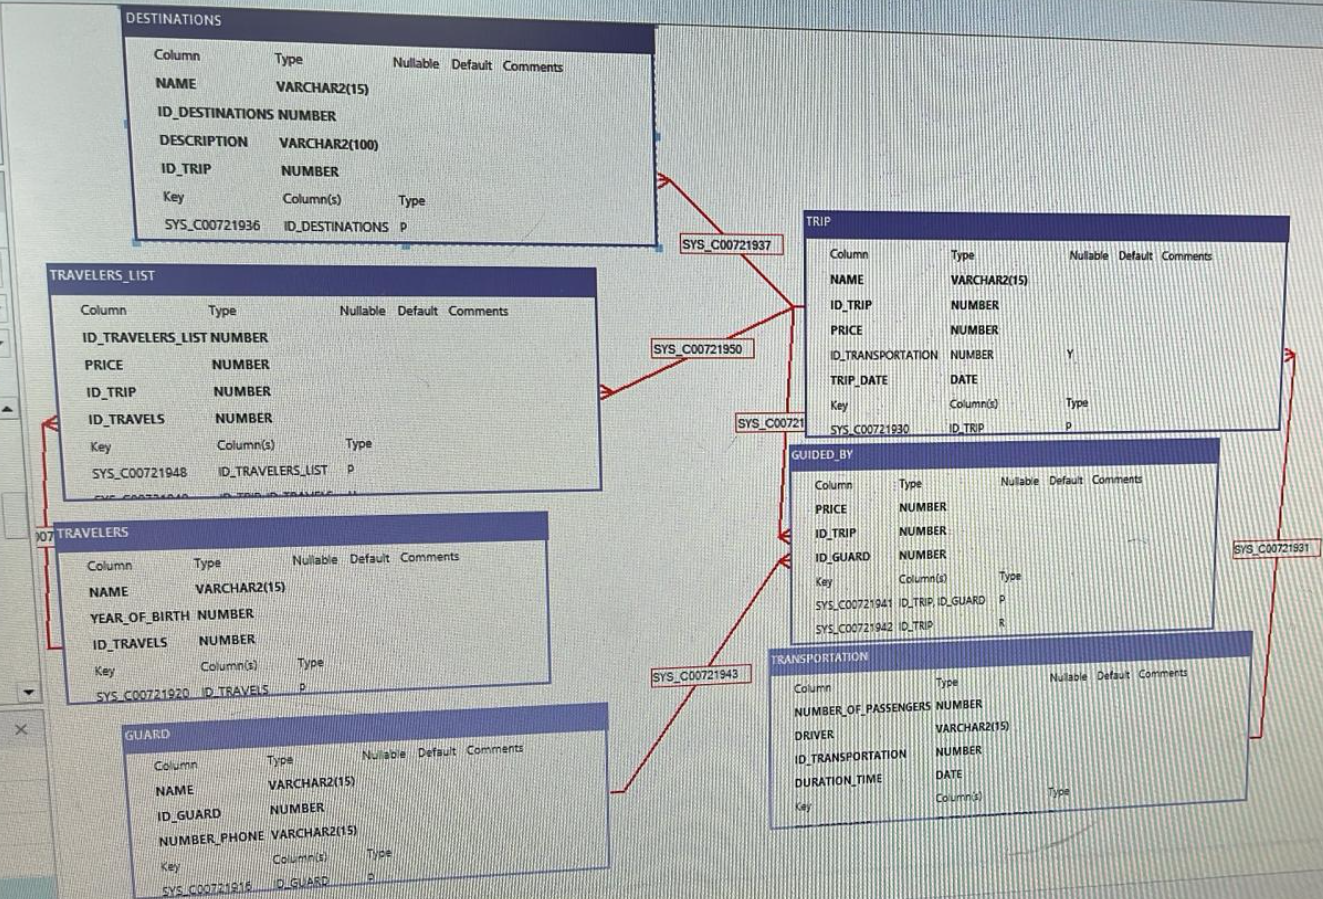 DESTINATIONS
Column Type Nullable Default Comments
NAME VARCHAR2(15)
ID_DESTINATIONS NUMBER
DESCRIPTION VARCHAR2(100)
ID_TRIP NUMBER
Key Column(s) Type
SYS_C00721936 ID_DESTINATIONS P
SYS_C00721937
TRIP
Column Type Nullable Default Comments
NAME VARCHAR2(15)
ID_TRIP NUMBER
PRICE NUMBER
ID_TRANSPORTATION NUMBER Y
TRIP_DATE DATE
Key Column(s) Type
SYS_C00721930 ID_TRIP P
TRAVELERS_LIST
Column Type Nullable Default Comments
ID_TRAVELERS_LIST NUMBER
PRICE NUMBER
ID_TRIP NUMBER
ID_TRAVELS NUMBER
Key Column(s) Type
SYS_C00721948 ID_TRAVELERS_LIST P
SYS_C00721950
SYS_C00721
GUIDED_BY
Column Type Nullable Default Comments
PRICE NUMBER
ID_TRIP NUMBER
ID_GUARD NUMBER
Key Column(s) Type
SYS_C00721941 ID_TRIP, ID_GUARD P
SYS_C00721942 ID_TRIP R
SYS_C00721931
007
TRAVELERS
Column Type Nullable Default Comments
NAME VARCHAR2(15)
YEAR_OF_BIRTH NUMBER
ID_TRAVELS NUMBER
Key Column(s) Type
SYS_C00721920 ID_TRAVELS P
SYS_C00721943
TRANSPORTATION
Column Type Nullable Default Comments
NUMBER_OF_PASSENGERS NUMBER
DRIVER VARCHAR2(15)
ID_TRANSPORTATION NUMBER
DURATION_TIME DATE
Key Column(s) Type
GUARD
Column Type Nullable Default Comments
NAME VARCHAR2(15)
ID_GUARD NUMBER
NUMBER_PHONE VARCHAR2(15)
Key Column(s) Type
SYS_C00721916 ID_GUARD P